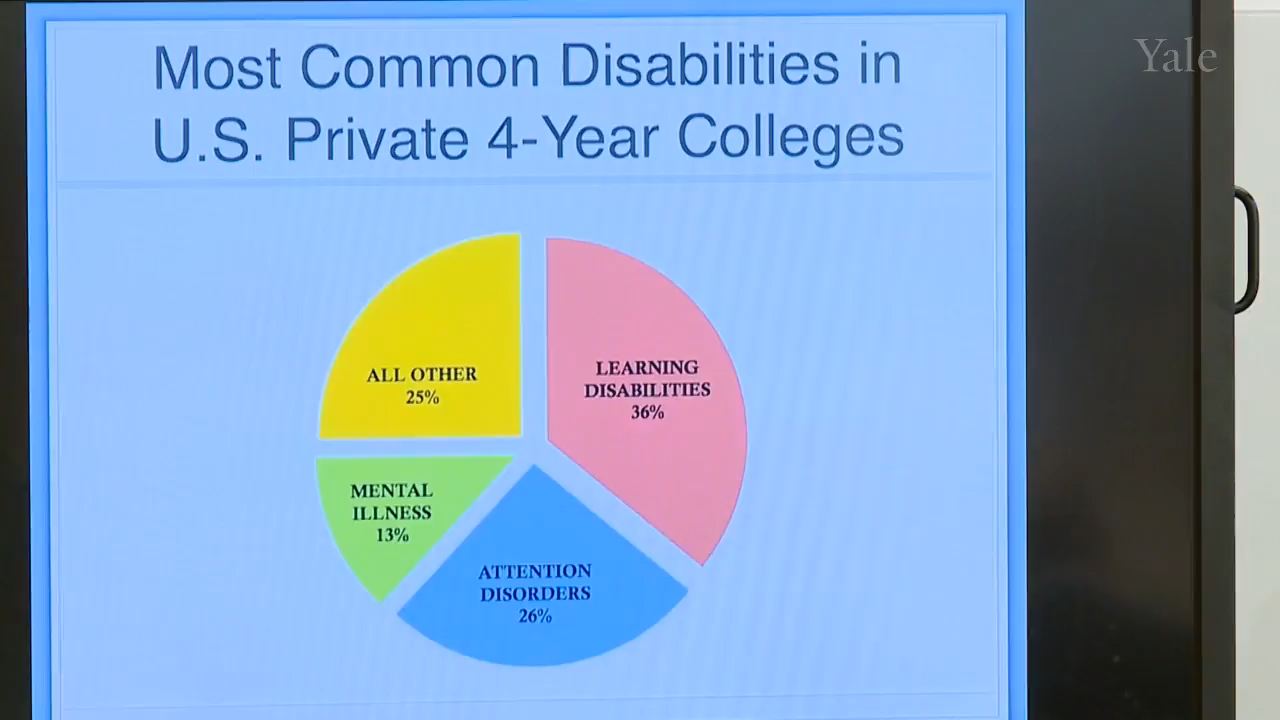 Yale
Most Common Disabilities in
U.S. Private 4-Year Colleges
ALL OTHER
25%
LEARNING
DISABILITIES
36%
MENTAL
ILLNESS
13%
ATTENTION
DISORDERS
26%